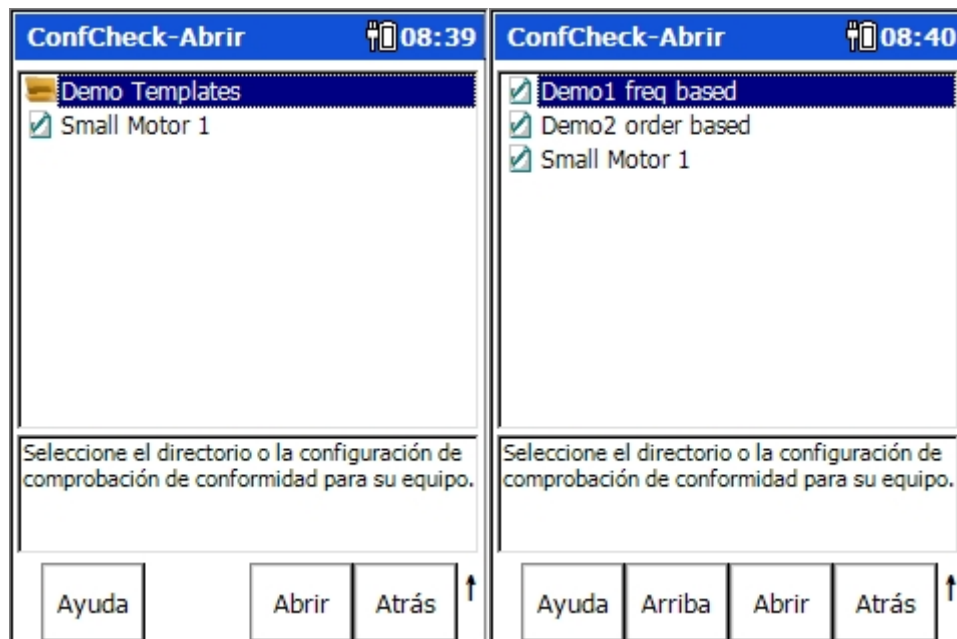 ConfCheck-Abrir 08:39
Demo Templates
Small Motor 1
Seleccione el directorio o la configuración de
comprobación de conformidad para su equipo.
Ayuda Abrir Atrás
ConfCheck-Abrir 08:40
Demo1 freq based
Demo2 order based
Small Motor 1
Seleccione el directorio o la configuración de
comprobación de conformidad para su equipo.
Ayuda Arriba Abrir Atrás